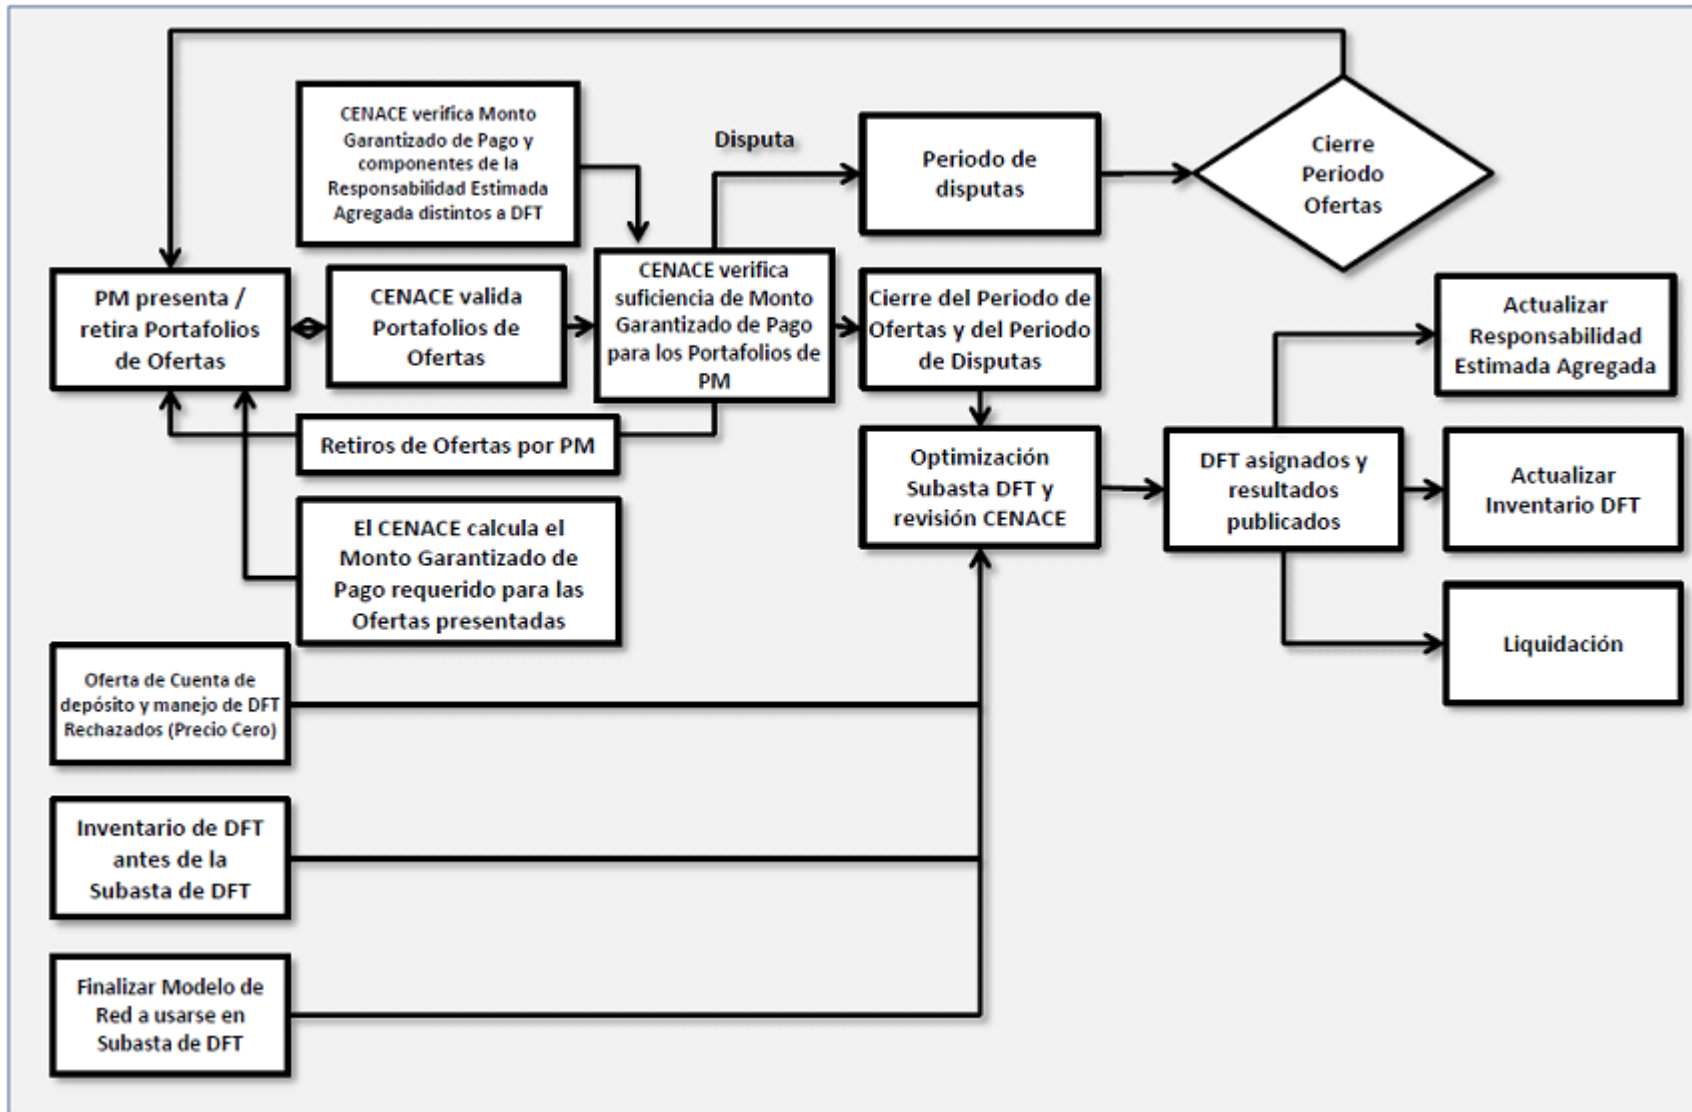 CENACE verifica Monto
Garantizado de Pago y
componentes de la
Responsabilidad Estimada
Agregada distintos a DFT
Disputa
Periodo de
disputas
Cierre
Periodo
Ofertas
PM presenta /
retira Portafolios
de Ofertas
CENACE valida
Portafolios de
Ofertas
CENACE verifica
suficiencia de Monto
Garantizado de Pago
para los Portafolios de
PM
Cierre del Periodo de
Ofertas y del Periodo
de Disputas
Actualizar
Responsabilidad
Estimada Agregada
Retiros de Ofertas por PM
Optimización
Subasta DFT y
revisión CENACE
DFT asignados y
resultados
publicados
Actualizar
Inventario DFT
El CENACE calcula el
Monto Garantizado de
Pago requerido para las
Ofertas presentadas
Liquidación
Oferta de Cuenta de
depósito y manejo de DFT
Rechazados (Precio Cero)
Inventario de DFT
antes de la
Subasta de DFT
Finalizar Modelo de
Red a usarse en
Subasta de DFT